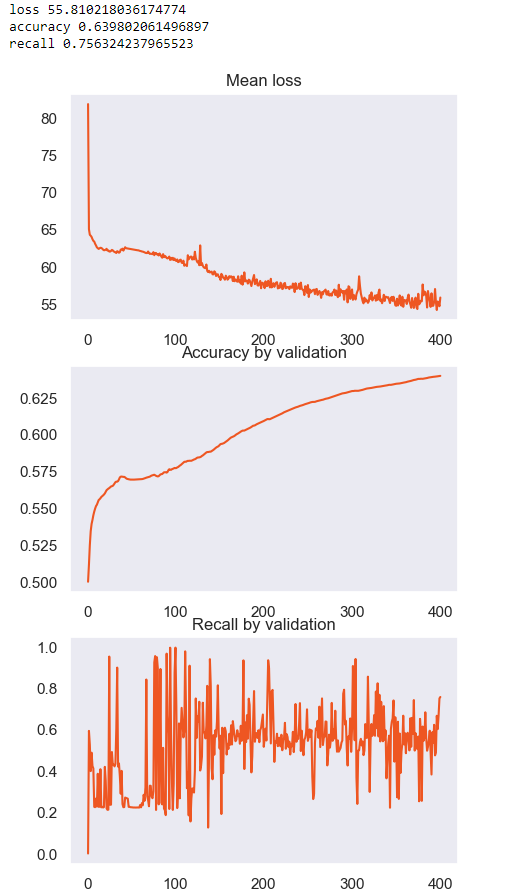 loss 55.810218036174774
accuracy 0.639802061496897
recall 0.756324237965523
Mean loss
80
75
70
65
60
55
0 100 200 300 400
Accuracy by validation
0.625
0.600
0.575
0.550
0.525
0.500
0 100 200 300 400
Recall by validation
1.0
0.8
0.6
0.4
0.2
0.0
0 100 200 300 400